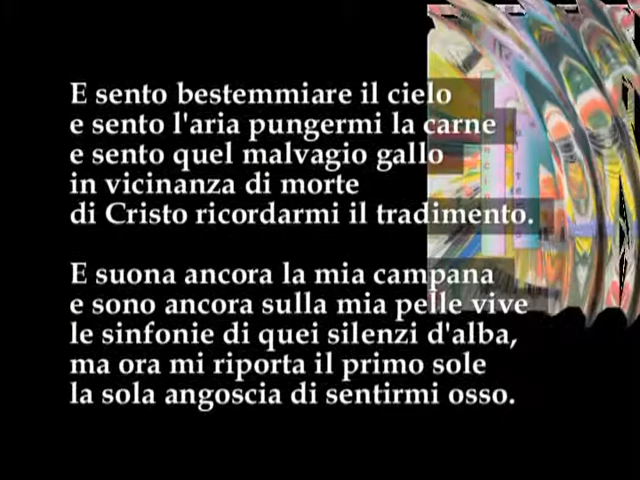 E sento bestemmiare il cielo
e sento l'aria pungermi la carne
e sento quel malvagio gallo
in vicinanza di morte
di Cristo ricordarmi il tradimento.
E suona ancora la mia campana
e sono ancora sulla mia pelle vive
le sinfonie di quei silenzi d'alba,
ma ora mi riporta il primo sole
la sola angoscia di sentirmi osso.